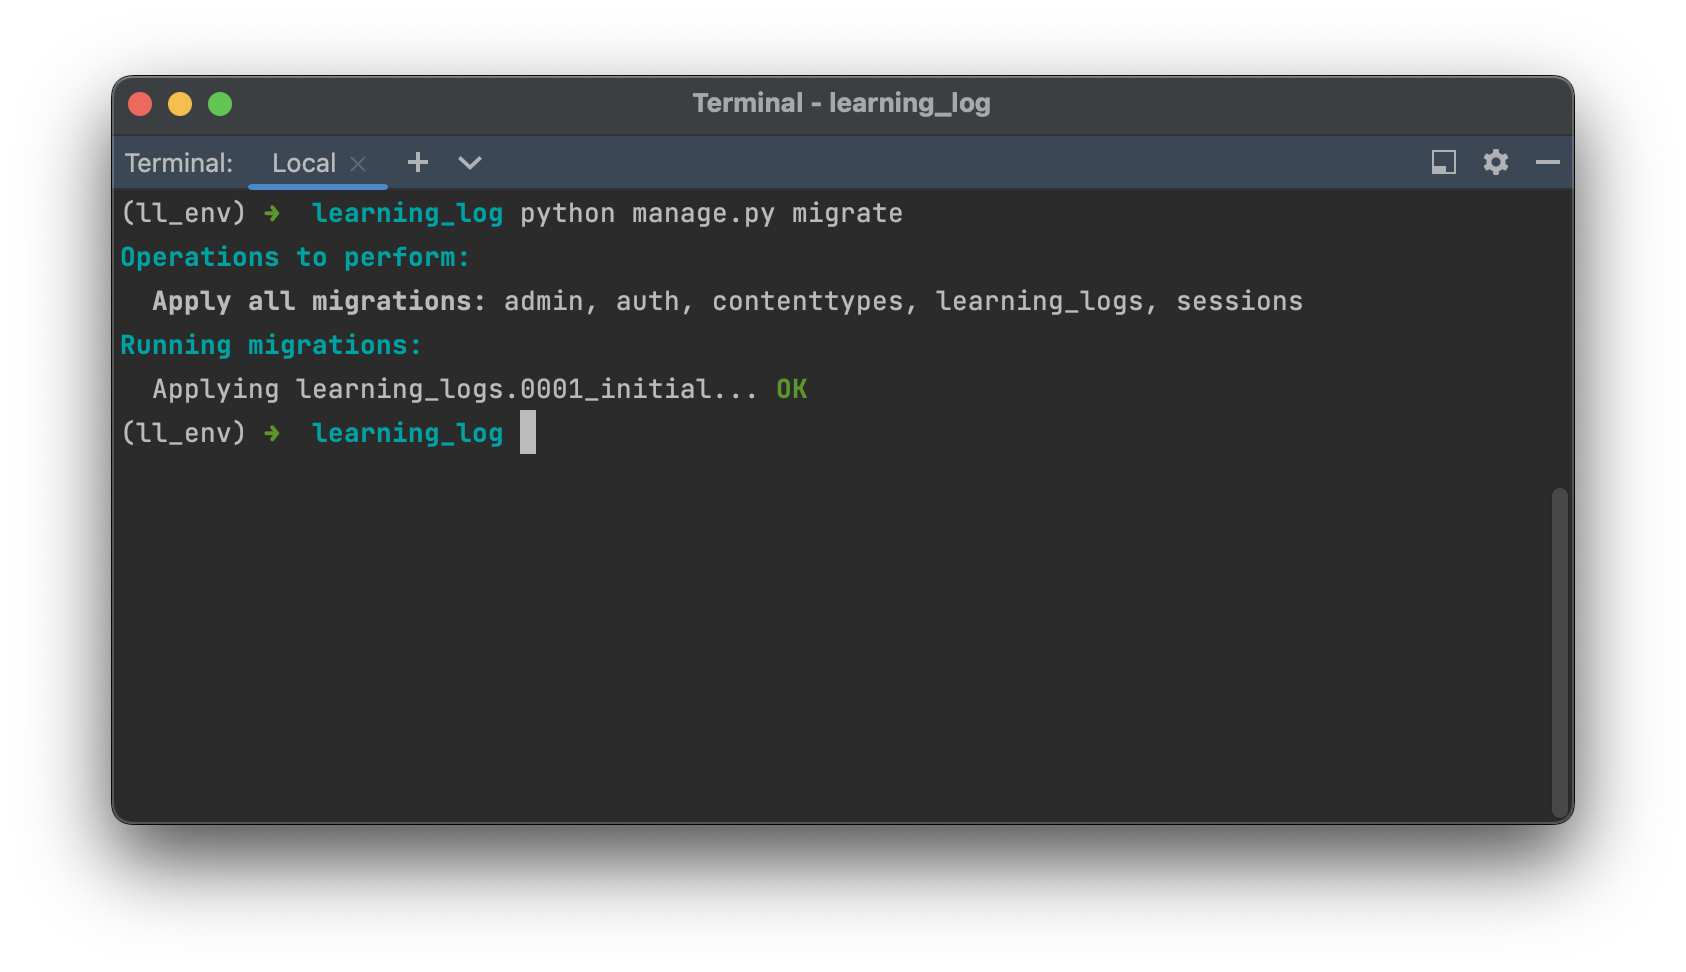 Terminal - learning_log
Terminal: Local
(ll_env) ➜ learning_log python manage.py migrate
Operations to perform:
  Apply all migrations: admin, auth, contenttypes, learning_logs, sessions
Running migrations:
  Applying learning_logs.0001_initial... OK
(ll_env) ➜ learning_log